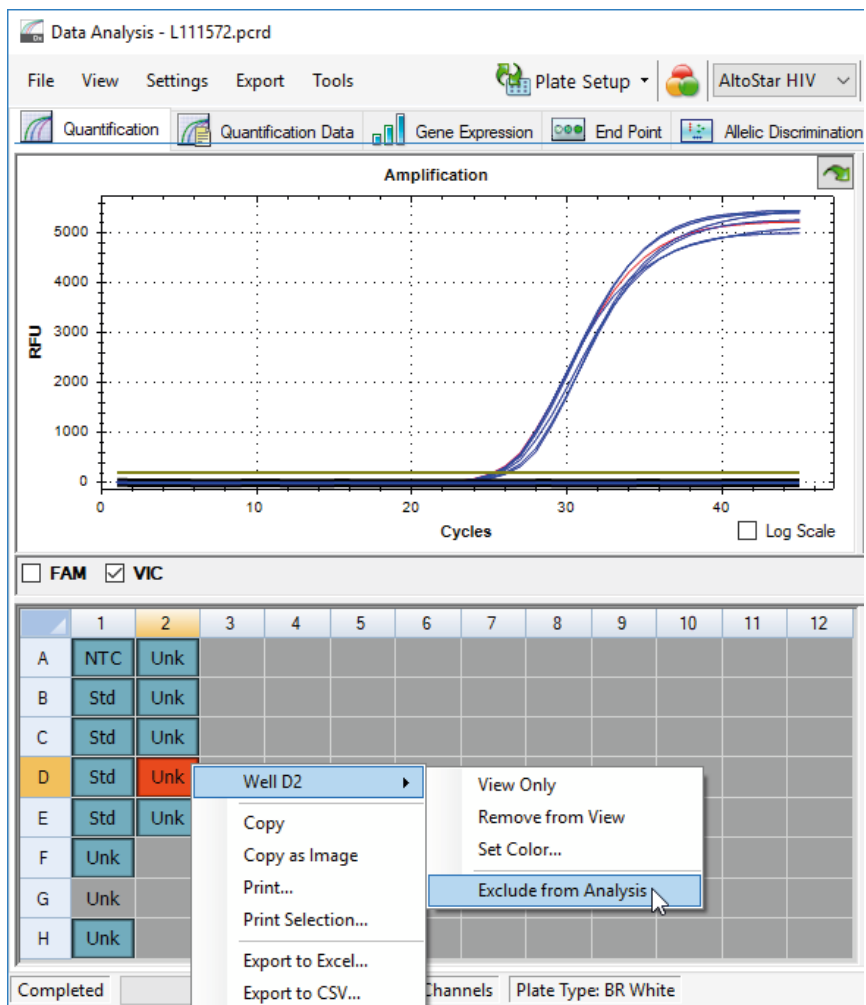 Data Analysis - L111572.pcrd
File View Settings Export Tools Plate Setup AltoStar HIV
Quantification Quantification Data Gene Expression End Point Allelic Discrimination
Amplification
5000
4000
3000
2000
1000
0
RFU
0 10 20 30 40
Cycles
Log Scale
FAM VIC
1 2 3 4 5 6 7 8 9 10 11 12
A NTC Unk
B Std Unk
C Std Unk
D Std Unk
E Std Unk
F Unk
G Unk
H Unk
Well D2
Copy
Copy as Image
Print...
Print Selection...
Export to Excel...
Export to CSV...
View Only
Remove from View
Set Color...
Exclude from Analysis
Completed Channels Plate Type: BR White